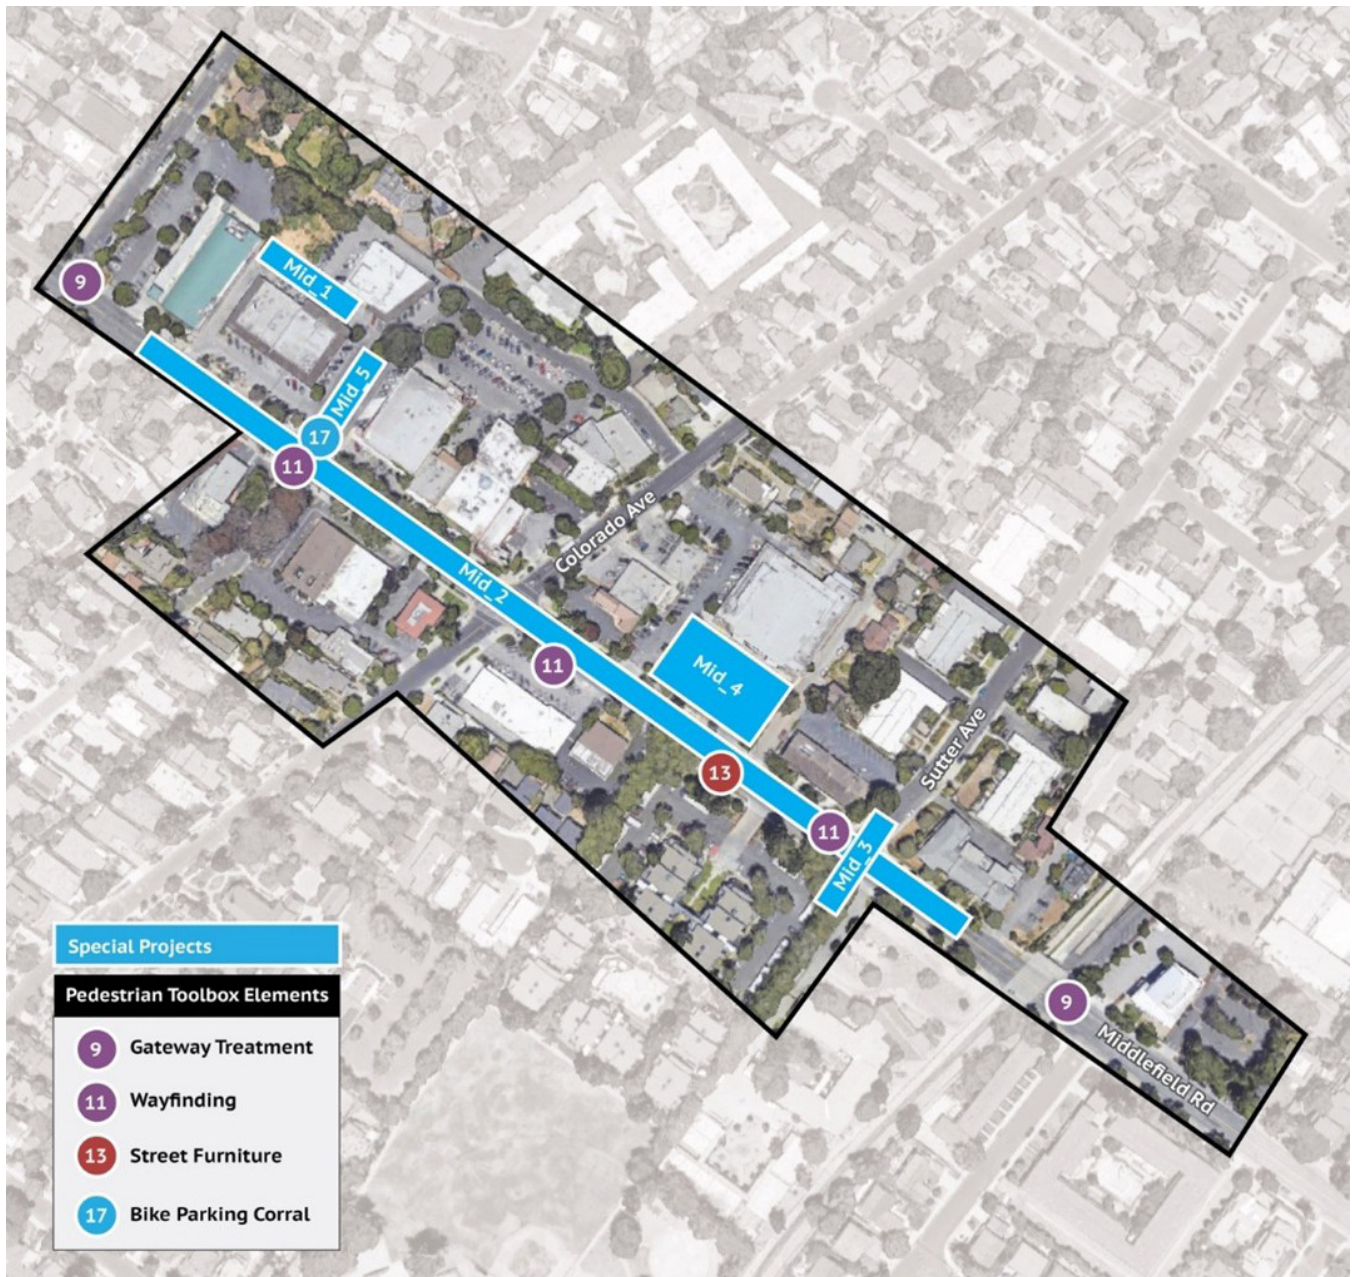 9
Mid_1
Mid_5
17
11
Colorado Ave
Mid_2
11
Mid_4
13
Sutter Ave
11
Mid_3
9
Middlefield Rd
Special Projects
Pedestrian Toolbox Elements
9 Gateway Treatment
11 Wayfinding
13 Street Furniture
17 Bike Parking Corral